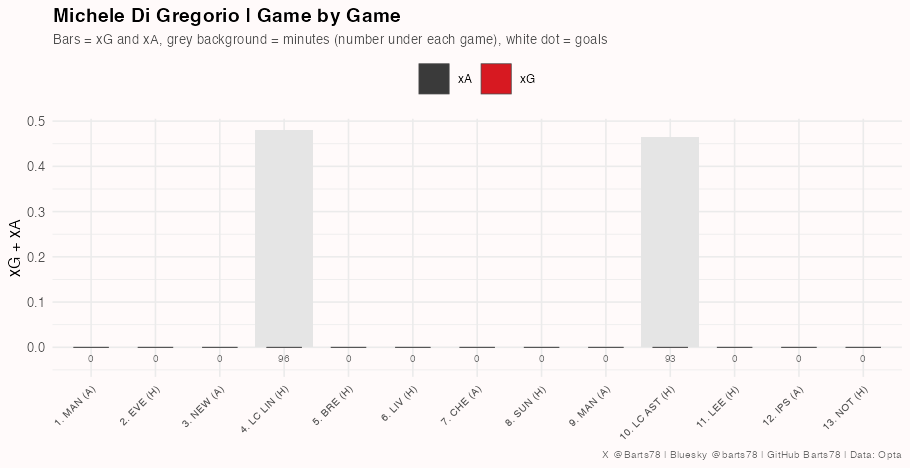 Michele Di Gregorio | Game by Game
Bars = xG and xA, grey background = minutes (number under each game), white dot = goals
xA xG
xG + xA
0.5
0.4
0.3
0.2
0.1
0.0
0 0 0 96 0 0 0 0 0 93 0 0 0
1. MAN (A)
2. EVE (H)
3. NEW (A)
4. LC LIN (H)
5. BRE (H)
6. LIV (H)
7. CHE (A)
8. SUN (H)
9. MAN (A)
10. LC AST (H)
11. LEE (H)
12. IPS (A)
13. NOT (H)
X @Barts78 | Bluesky @barts78 | GitHub Barts78 | Data: Opta